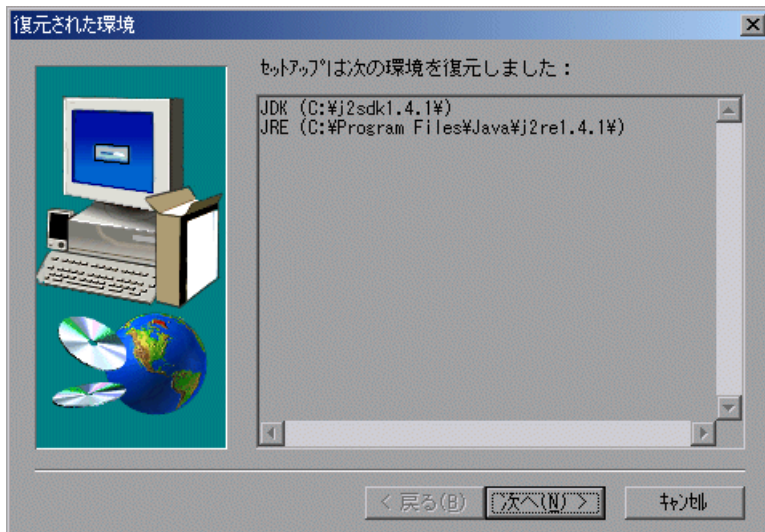 復元された環境
ｾｯﾄｱｯﾌﾟは次の環境を復元しました：
JDK (C:¥j2sdk1.4.1¥)
JRE (C:¥Program Files¥Java¥j2re1.4.1¥)
< 戻る(B)
次へ(N) >
ｷｬﾝｾﾙ